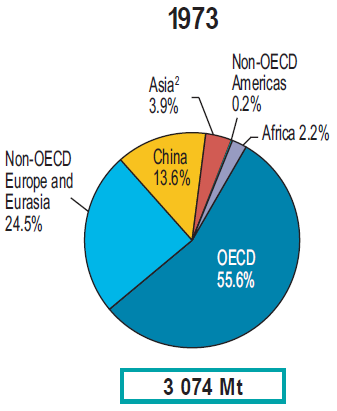 1973
Non-OECD
Americas
0.2%
Asia²
3.9%
Africa 2.2%
Non-OECD
Europe and
Eurasia
24.5%
China
13.6%
OECD
55.6%
3 074 Mt